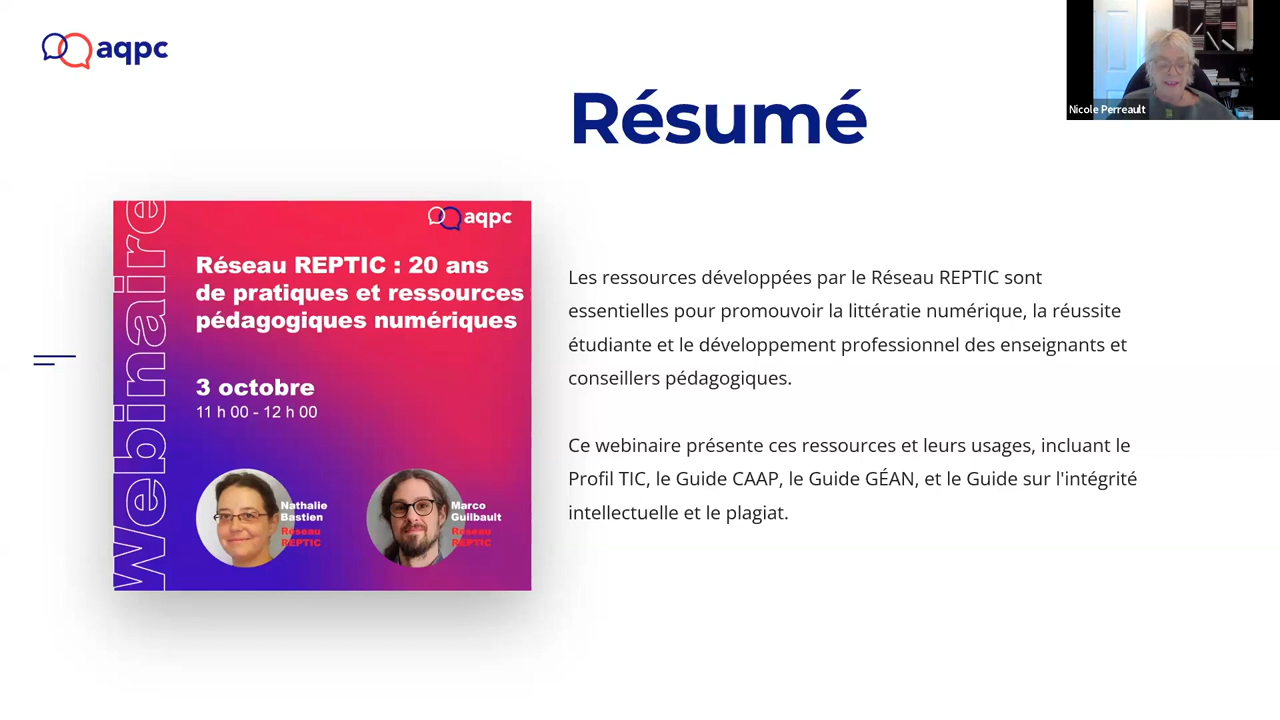 aqpc
Résumé
Nicole Perreault
Webinaire
aqpc
Réseau REPTIC : 20 ans
de pratiques et ressources
pédagogiques numériques
3 octobre
11 h 00 - 12 h 00
Nathalie
Bastien
Réseau
REPTIC
Marco
Guilbault
Réseau
REPTIC
Les ressources développées par le Réseau REPTIC sont
essentielles pour promouvoir la littératie numérique, la réussite
étudiante et le développement professionnel des enseignants et
conseillers pédagogiques.
Ce webinaire présente ces ressources et leurs usages, incluant le
Profil TIC, le Guide CAAP, le Guide GÉAN, et le Guide sur l'intégrité
intellectuelle et le plagiat.